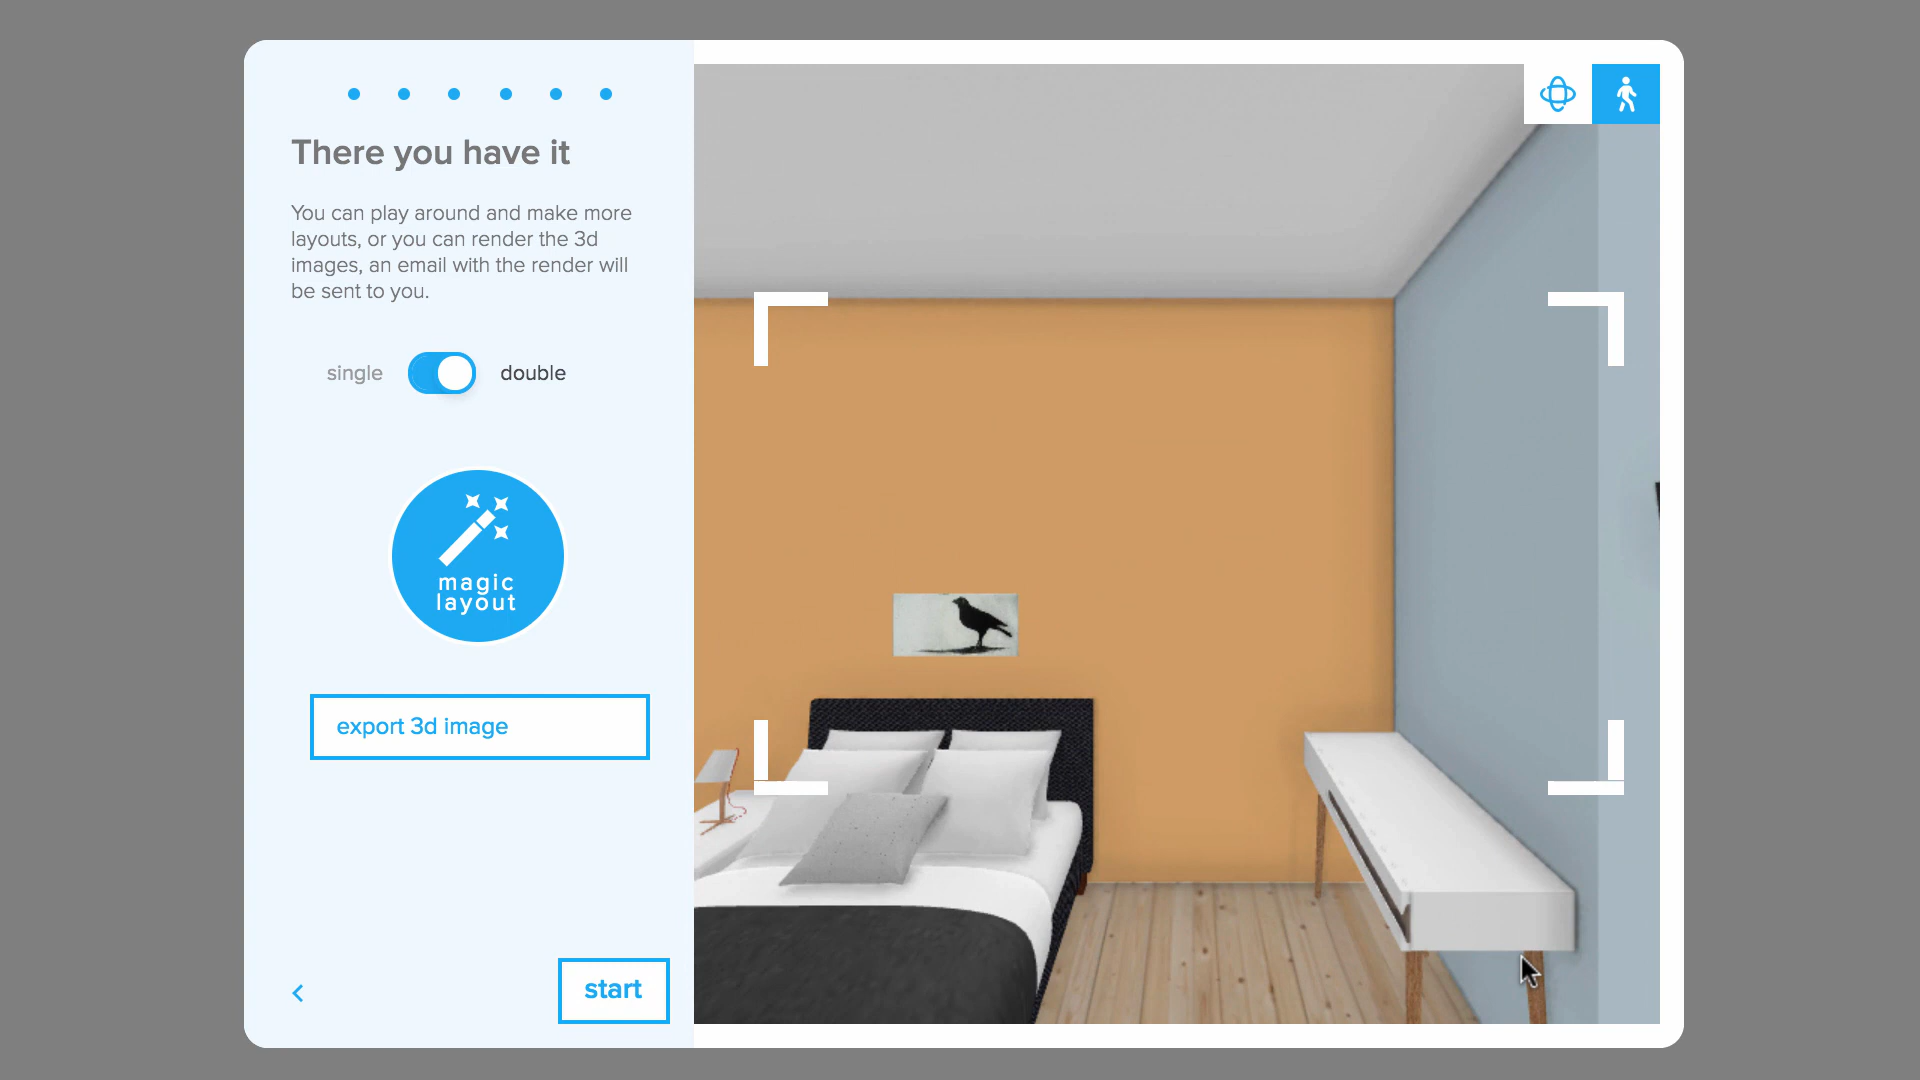 There you have it
You can play around and make more
layouts, or you can render the 3d
images, an email with the render will
be sent to you.
single double
magic
layout
export 3d image
start